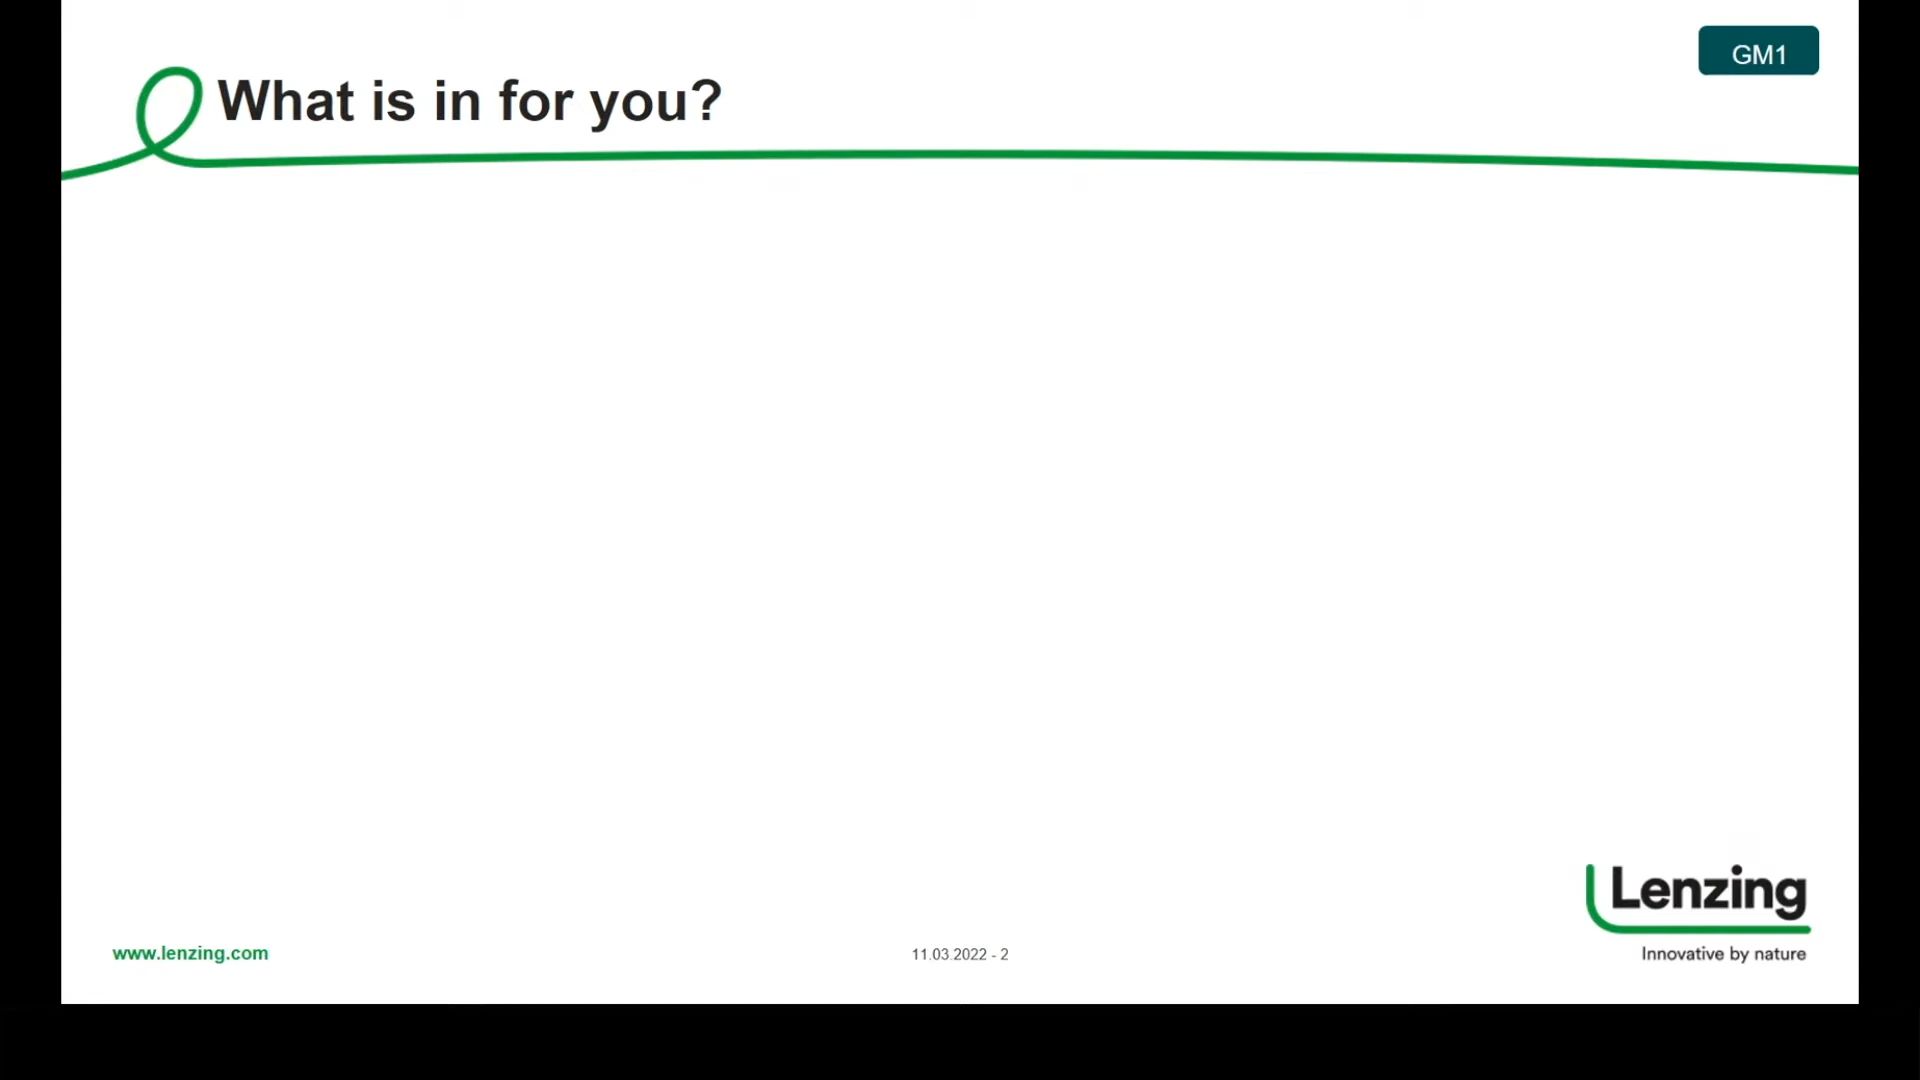 GM1
What is in for you?
Lenzing
www.lenzing.com
11.03.2022 - 2
Innovative by nature